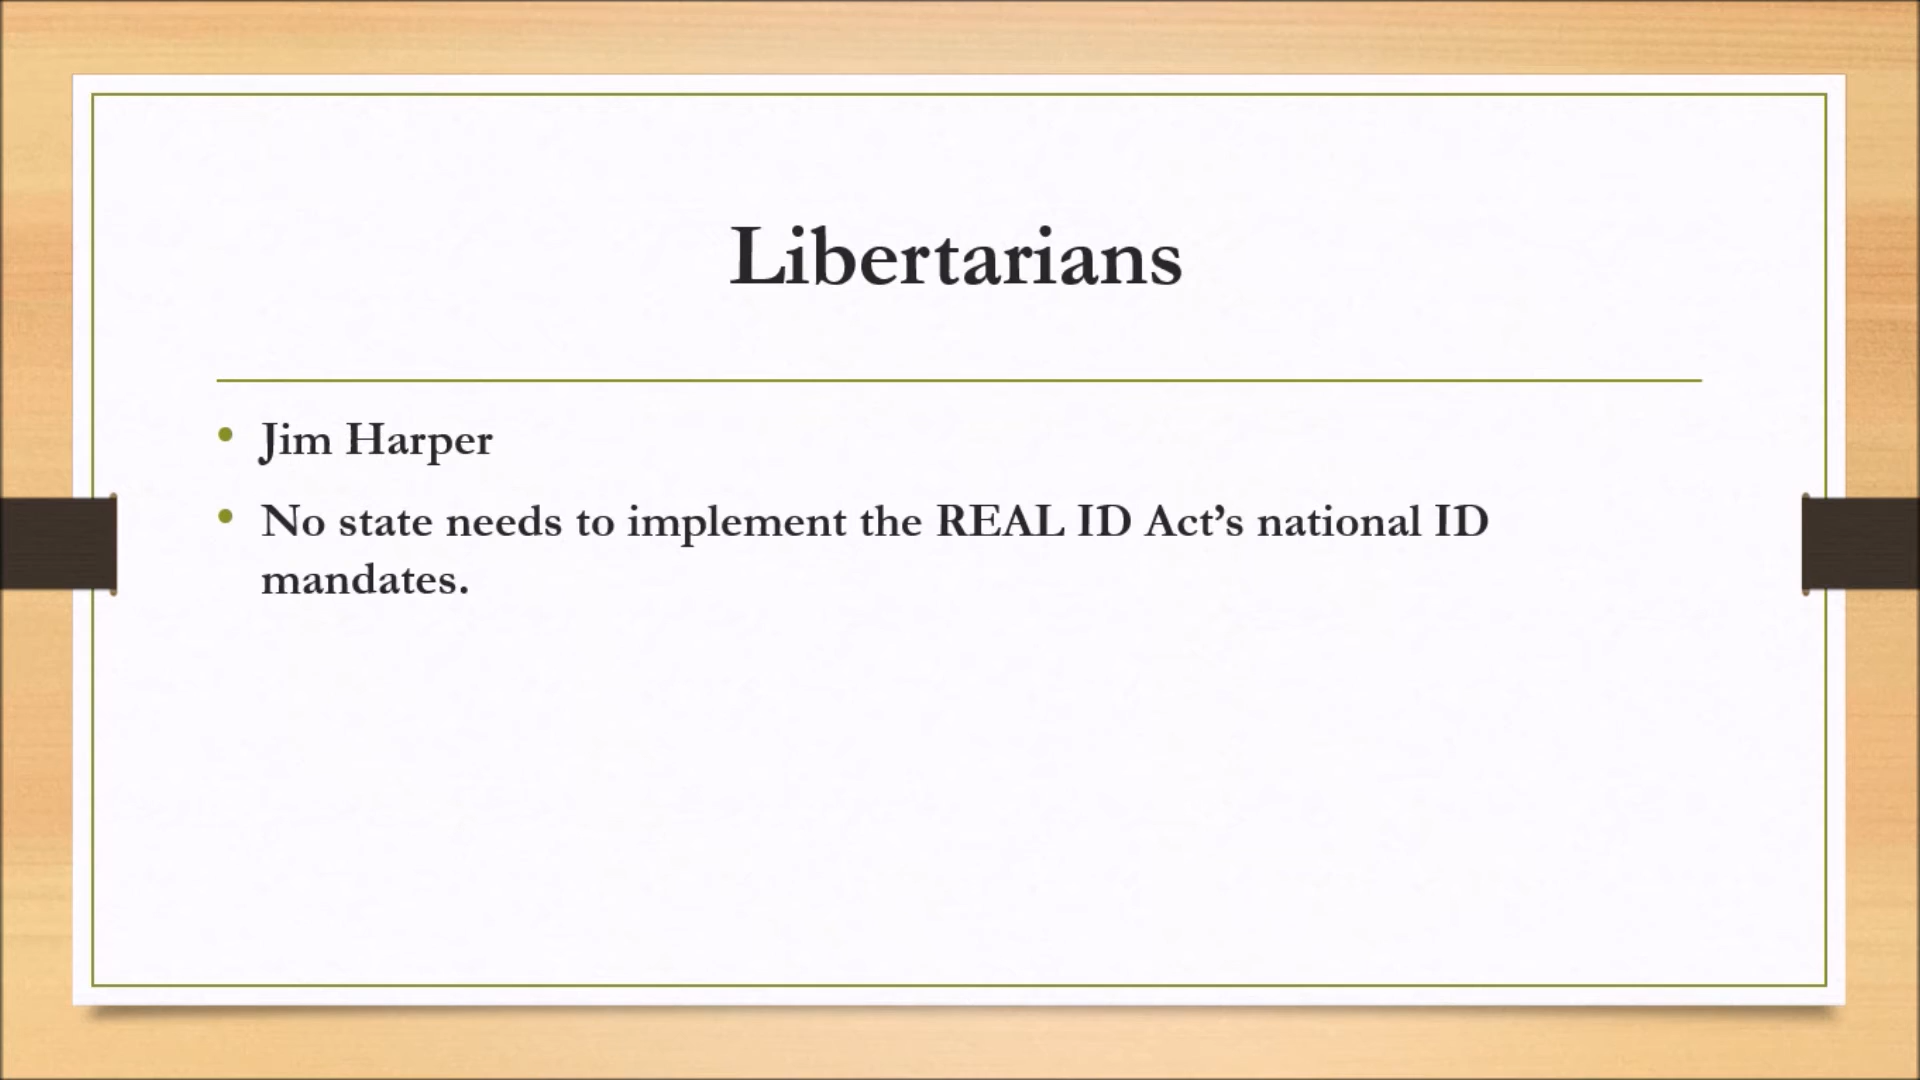 Libertarians
• Jim Harper
• No state needs to implement the REAL ID Act’s national ID
mandates.